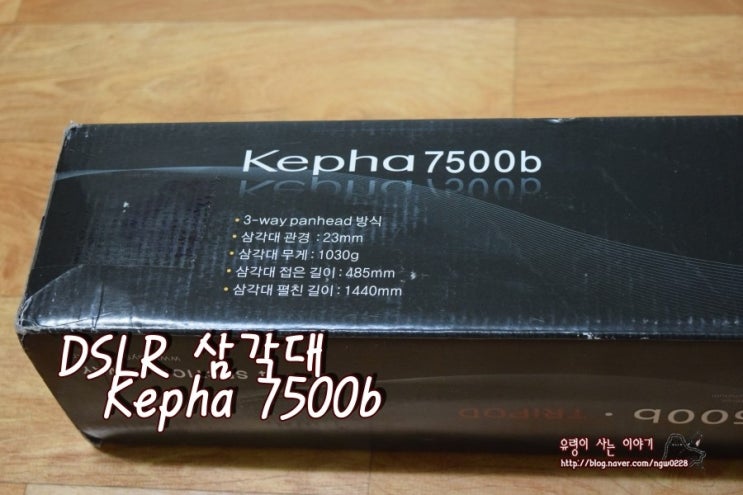 Kepha 7500b
• 3-way panhead 방식
• 삼각대 관경 : 23mm
• 삼각대 무게 : 1030g
• 삼각대 접은 길이 : 485mm
• 삼각대 펼친 길이 : 1440mm
DSLR 삼각대
Kepha 7500b
500b • TRIPOD
유령이 사는 이야기
http://blog.naver.com/ngw0228